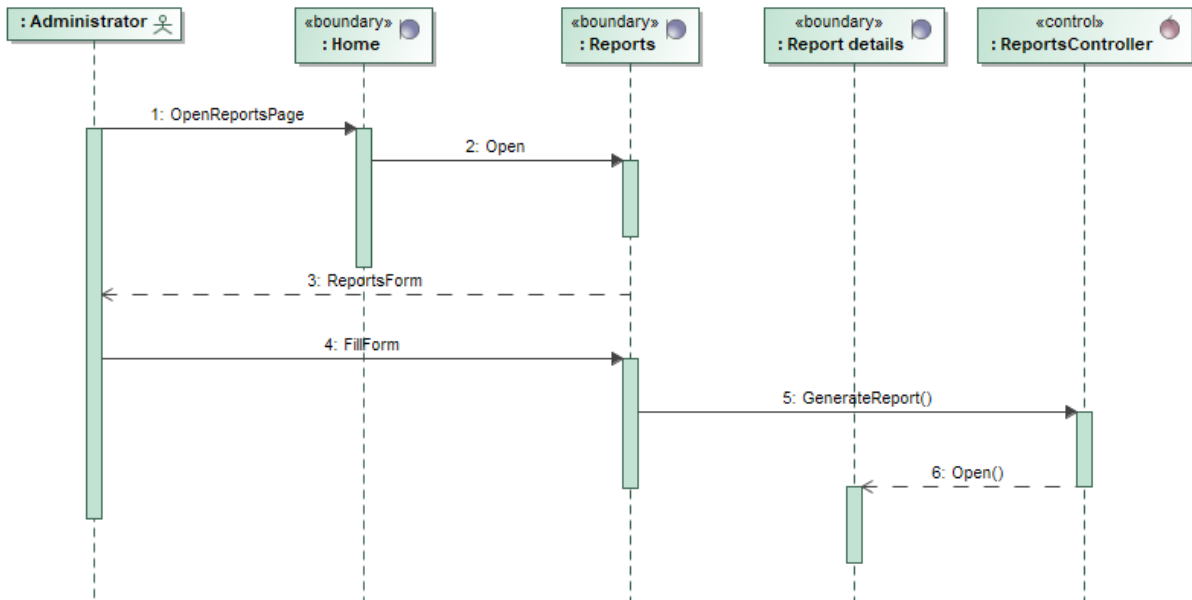 : Administrator
«boundary»
: Home
«boundary»
: Reports
«boundary»
: Report details
«control»
: ReportsController
1: OpenReportsPage
2: Open
3: ReportsForm
4: FillForm
5: GenerateReport()
6: Open()